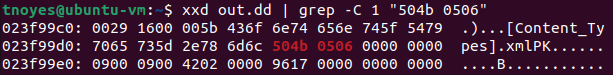 tnoyes@ubuntu-vm:~$ xxd out.dd | grep -C 1 "504b 0506"
023f99c0: 0029 1600 005b 436f 6e74 656e 745f 5479  .)...[Content_Ty
023f99d0: 7065 735d 2e78 6d6c 504b 0506 0000 0000  pes].xmlPK......
023f99e0: 0900 0900 4202 0000 9617 0000 0000 0000  ....B...........